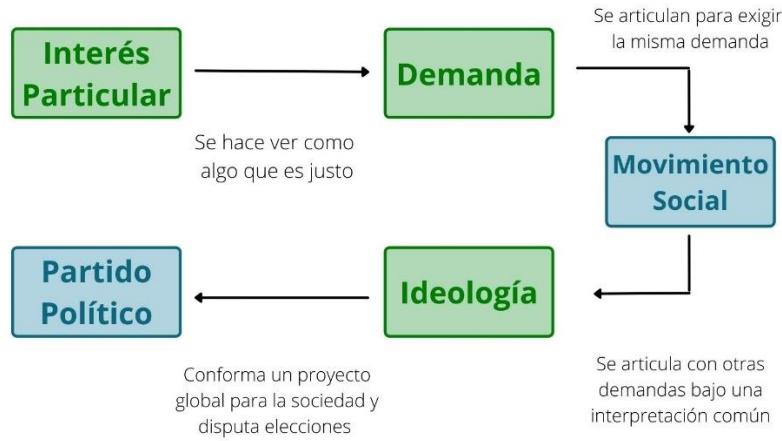 Interés
Particular
Se hace ver como
algo que es justo
Demanda
Se articulan para exigir
la misma demanda
Movimiento
Social
Se articula con otras
demandas bajo una
interpretación común
Ideología
Conforma un proyecto
global para la sociedad y
disputa elecciones
Partido
Político